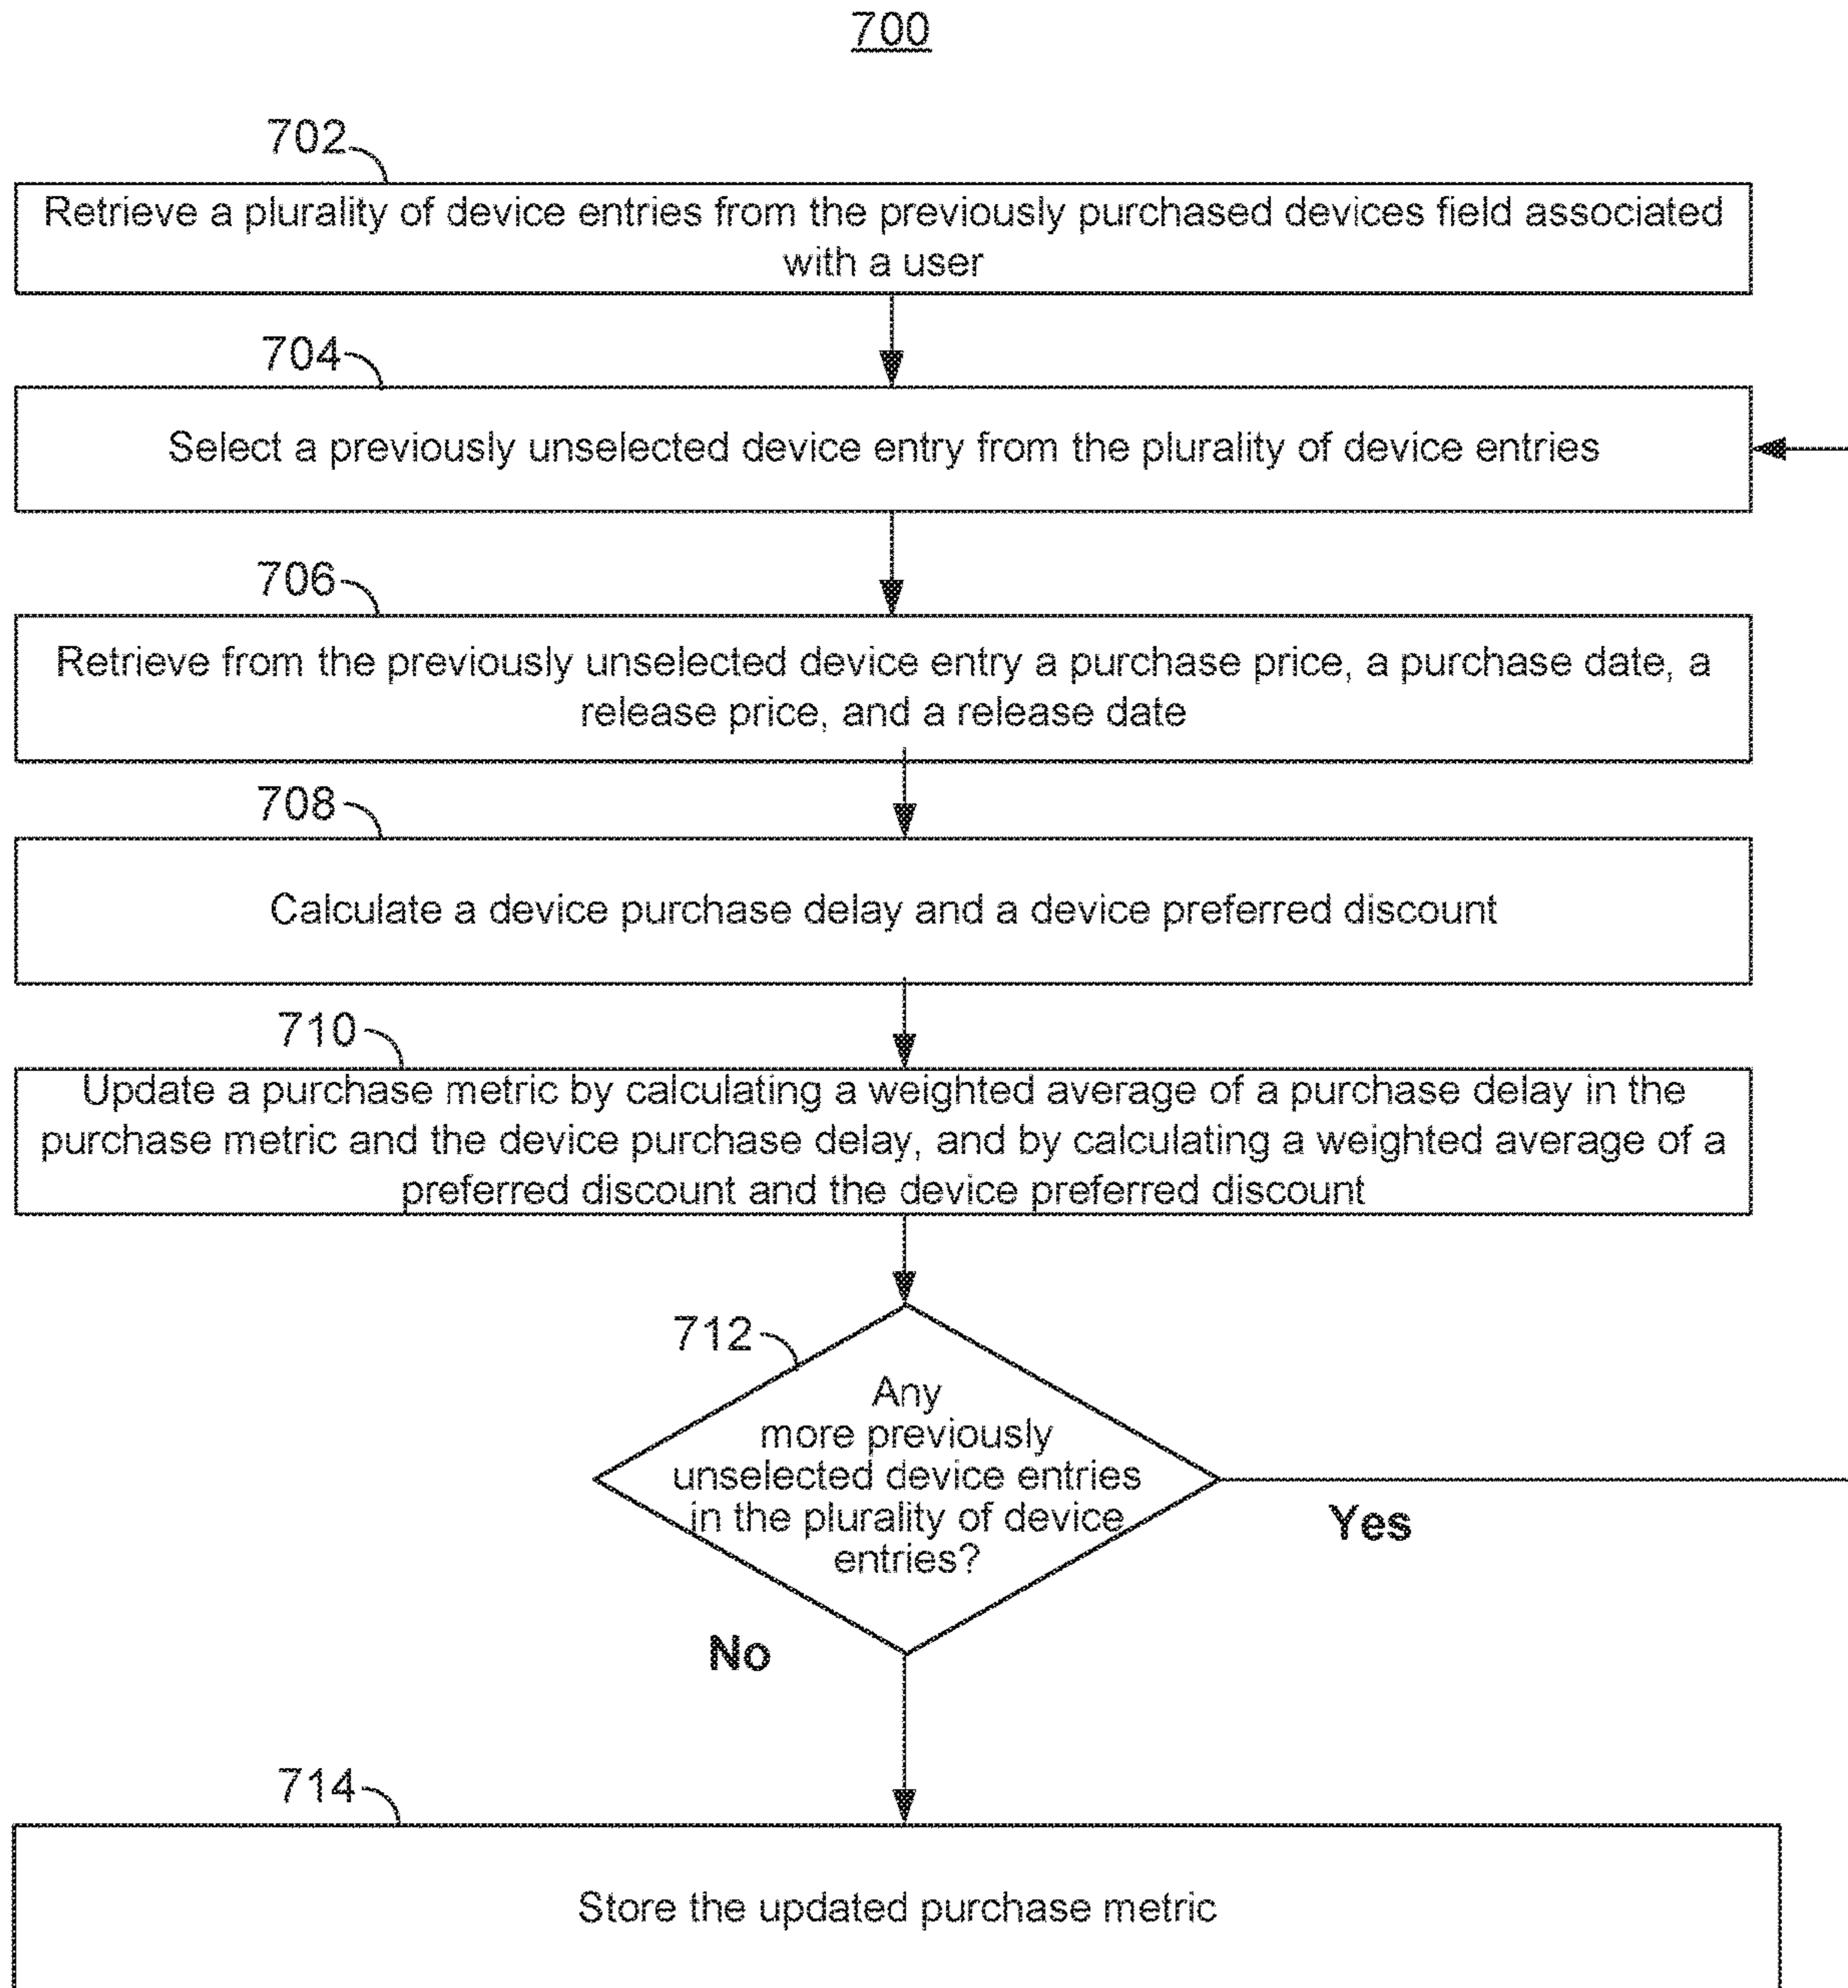 700
702
Retrieve a plurality of device entries from the previously purchased devices field associated
with a user
704
Select a previously unselected device entry from the plurality of device entries
706
Retrieve from the previously unselected device entry a purchase price, a purchase date, a
release price, and a release date
708
Calculate a device purchase delay and a device preferred discount
710
Update a purchase metric by calculating a weighted average of a purchase delay in the
purchase metric and the device purchase delay, and by calculating a weighted average of a
preferred discount and the device preferred discount
712
Any
more previously
unselected device entries
in the plurality of device
entries?
Yes
No
714
Store the updated purchase metric